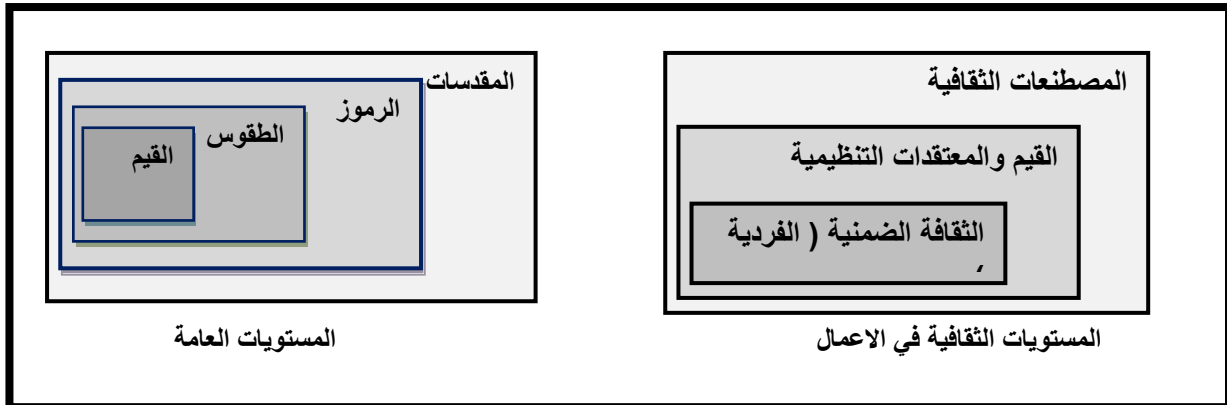 المصطنعات الثقافية
القيم والمعتقدات التنظيمية
الثقافة الضمنية ( الفردية
،
المستويات الثقافية في الاعمال
المقدسات
الرموز
الطقوس
القيم
المستويات العامة